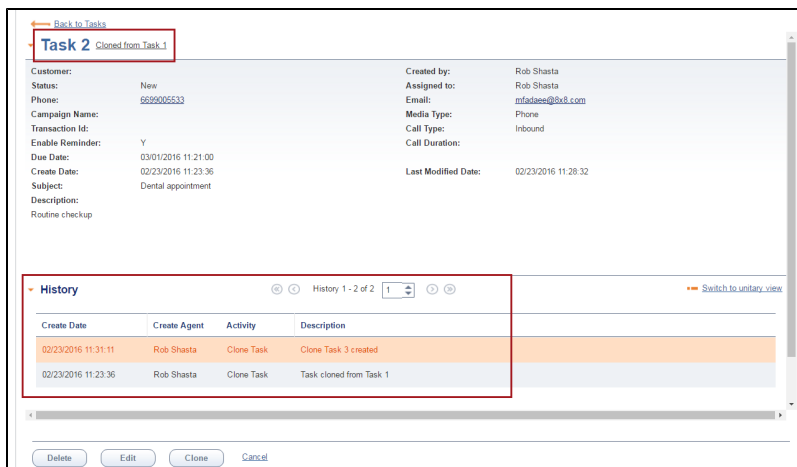 Back to Tasks
Task 2 Cloned from Task 1
Customer: Created by: Rob Shasta
Status: New Assigned to: Rob Shasta
Phone: 6699005533 Email: mfadaee@8x8.com
Campaign Name: Media Type: Phone
Transaction Id: Call Type: Inbound
Enable Reminder: Y Call Duration:
Due Date: 03/01/2016 11:21:00
Create Date: 02/23/2016 11:23:36 Last Modified Date: 02/23/2016 11:28:32
Subject: Dental appointment
Description:
Routine checkup
History History 1 - 2 of 2 1 Switch to unitary view
Create Date Create Agent Activity Description
02/23/2016 11:31:11 Rob Shasta Clone Task Clone Task 3 created
02/23/2016 11:23:36 Rob Shasta Clone Task Task cloned from Task 1
Delete Edit Clone Cancel